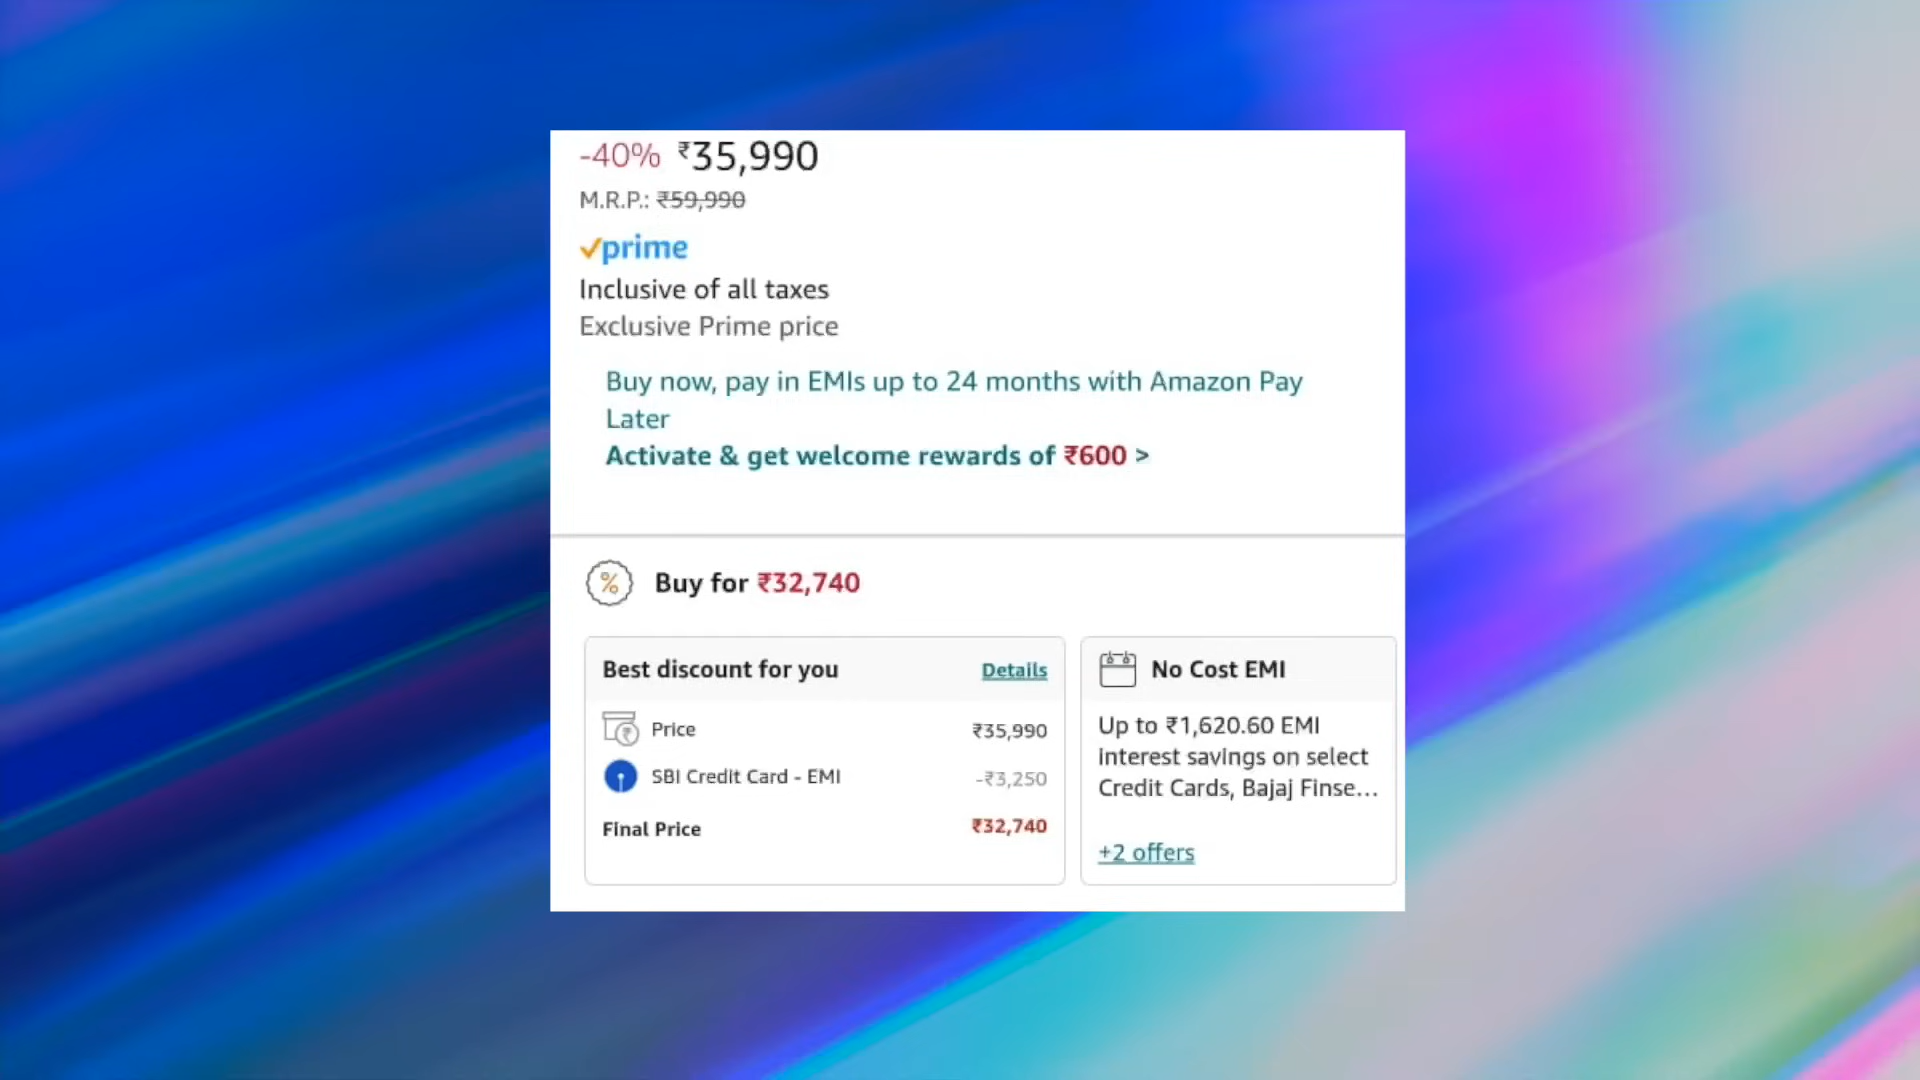 -40% ₹35,990
M.R.P.: ₹59,990
prime
Inclusive of all taxes
Exclusive Prime price
Buy now, pay in EMIs up to 24 months with Amazon Pay
Later
Activate & get welcome rewards of ₹600 >
% Buy for ₹32,740
Best discount for you Details
Price ₹35,990
SBI Credit Card - EMI -₹3,250
Final Price ₹32,740
No Cost EMI
Up to ₹1,620.60 EMI
interest savings on select
Credit Cards, Bajaj Finse...
+2 offers